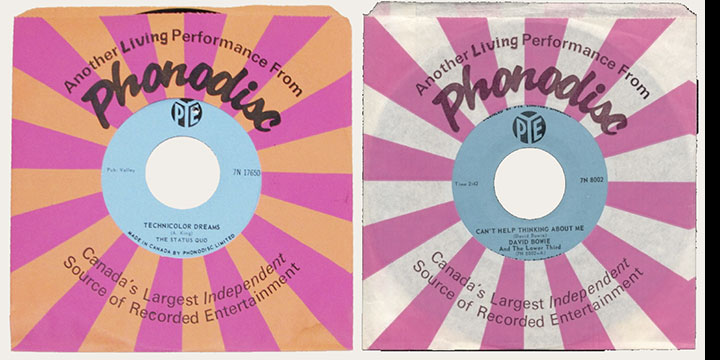 Another Living Performance From
Phonodisc
PYE
7N 17650
TECHNICOLOR DREAMS
(A. King)
THE STATUS QUO
MADE IN CANADA BY PHONODISC LIMITED
Canada's Largest Independent
Source of Recorded Entertainment
Another Living Performance From
Phonodisc
PYE
Time 2:42
7N 8002
CAN'T HELP THINKING ABOUT ME
(David Bowie)
DAVID BOWIE
And The Lower Third
(7N 8002-A)
Canada's Largest Independent
Source of Recorded Entertainment